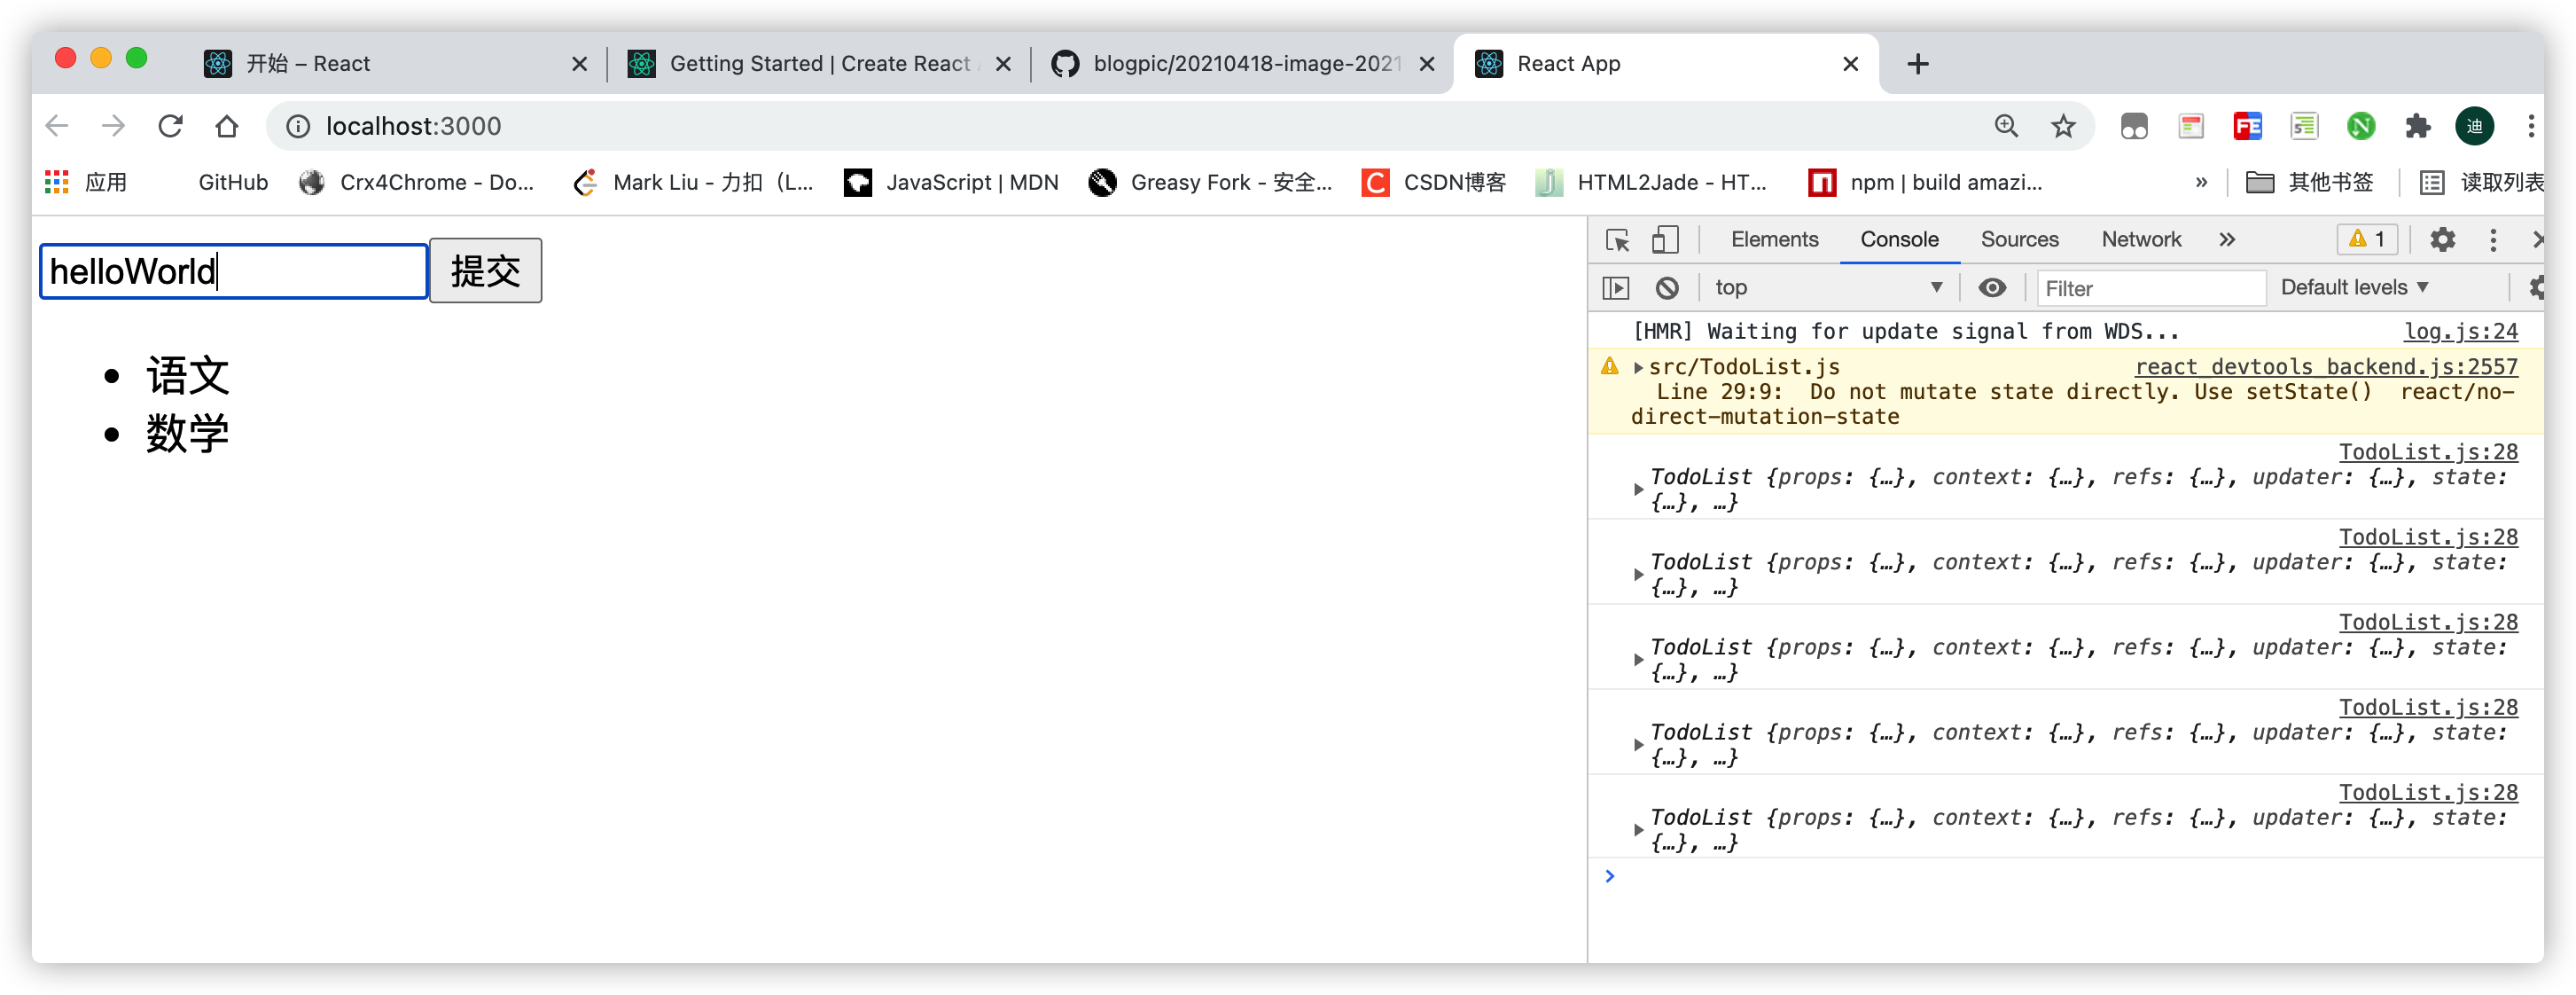 开始 – React
Getting Started | Create React
blogpic/20210418-image-2021
React App
localhost:3000
迪
应用
GitHub
Crx4Chrome - Do...
Mark Liu - 力扣（L...
JavaScript | MDN
Greasy Fork - 安全...
CSDN博客
HTML2Jade - HT...
npm | build amazi...
»
其他书签
读取列表
helloWorld
提交
• 语文
• 数学
Elements
Console
Sources
Network
»
1
top
Filter
Default levels
[HMR] Waiting for update signal from WDS...
log.js:24
src/TodoList.js
react_devtools_backend.js:2557
Line 29:9:  Do not mutate state directly. Use setState()  react/no-
direct-mutation-state
TodoList.js:28
TodoList {props: {…}, context: {…}, refs: {…}, updater: {…}, state:
{…}, …}
TodoList.js:28
TodoList {props: {…}, context: {…}, refs: {…}, updater: {…}, state:
{…}, …}
TodoList.js:28
TodoList {props: {…}, context: {…}, refs: {…}, updater: {…}, state:
{…}, …}
TodoList.js:28
TodoList {props: {…}, context: {…}, refs: {…}, updater: {…}, state:
{…}, …}
TodoList.js:28
TodoList {props: {…}, context: {…}, refs: {…}, updater: {…}, state:
{…}, …}